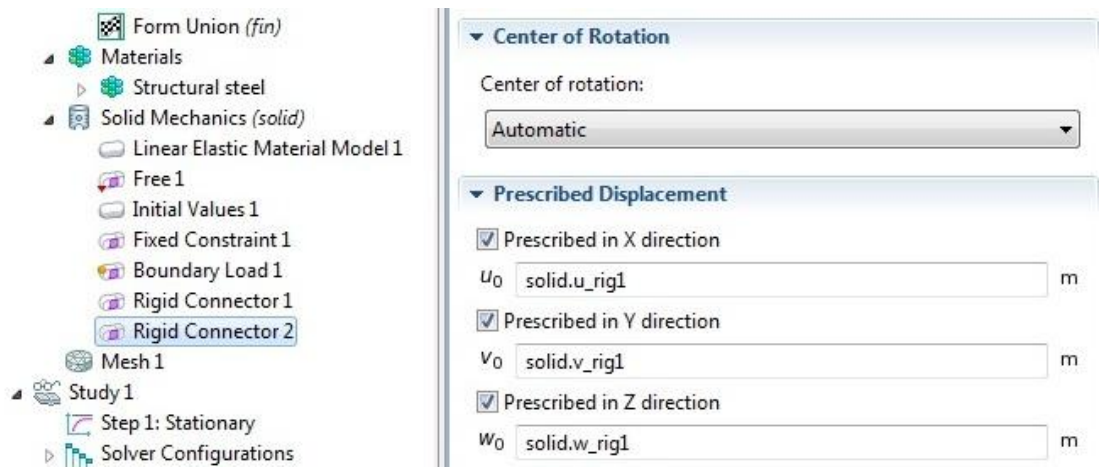 Form Union (fin)
Materials
Structural steel
Solid Mechanics (solid)
Linear Elastic Material Model 1
Free 1
Initial Values 1
Fixed Constraint 1
Boundary Load 1
Rigid Connector 1
Rigid Connector 2
Mesh 1
Study 1
Step 1: Stationary
Solver Configurations
Center of Rotation
Center of rotation:
Automatic
Prescribed Displacement
Prescribed in X direction
u0 solid.u_rig1 m
Prescribed in Y direction
v0 solid.v_rig1 m
Prescribed in Z direction
w0 solid.w_rig1 m